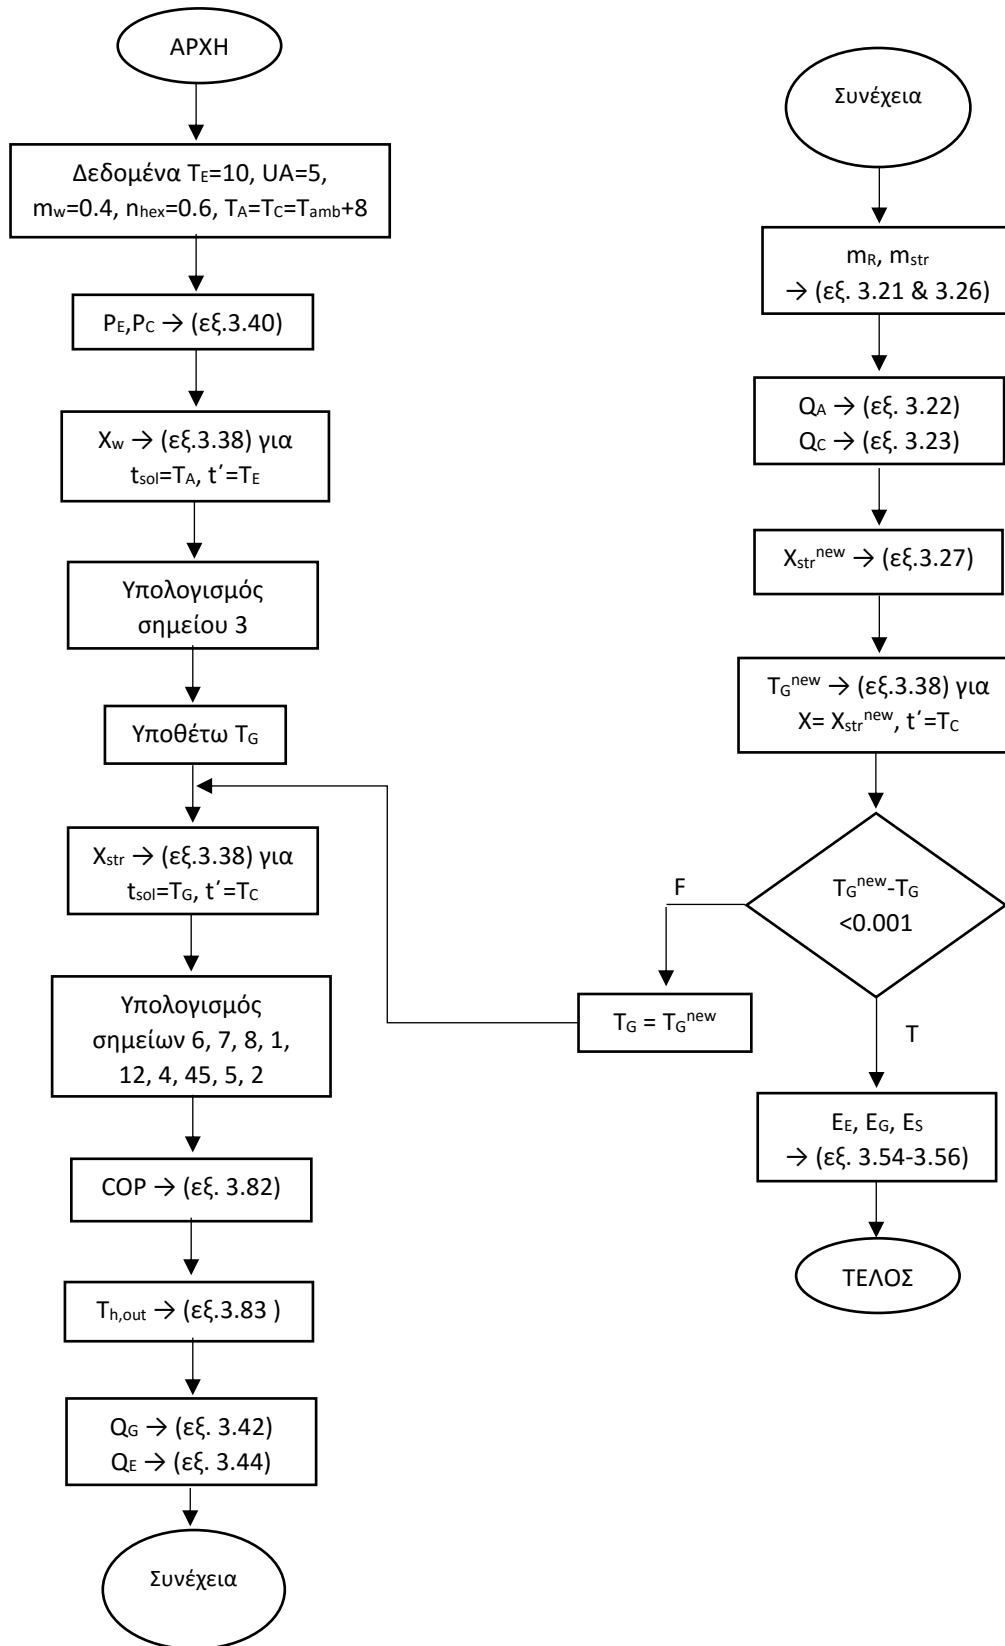 ΑΡΧΗ
Δεδομένα TE=10, UA=5,
mw=0.4, nhex=0.6, TA=TC=Tamb+8
PE,PC → (εξ.3.40)
Xw → (εξ.3.38) για
tsol=TA, t΄=TE
Υπολογισμός
σημείου 3
Υποθέτω TG
Xstr → (εξ.3.38) για
tsol=TG, t΄=TC
Υπολογισμός
σημείων 6, 7, 8, 1,
12, 4, 45, 5, 2
COP → (εξ. 3.82)
Th,out → (εξ.3.83 )
QG → (εξ. 3.42)
QE → (εξ. 3.44)
Συνέχεια
Συνέχεια
mR, mstr
→ (εξ. 3.21 & 3.26)
QA → (εξ. 3.22)
QC → (εξ. 3.23)
Xstrnew → (εξ.3.27)
TGnew → (εξ.3.38) για
X= Xstrnew, t΄=TC
TGnew-TG
<0.001
F
TG = TGnew
T
EE, EG, ES
→ (εξ. 3.54-3.56)
ΤΕΛΟΣ